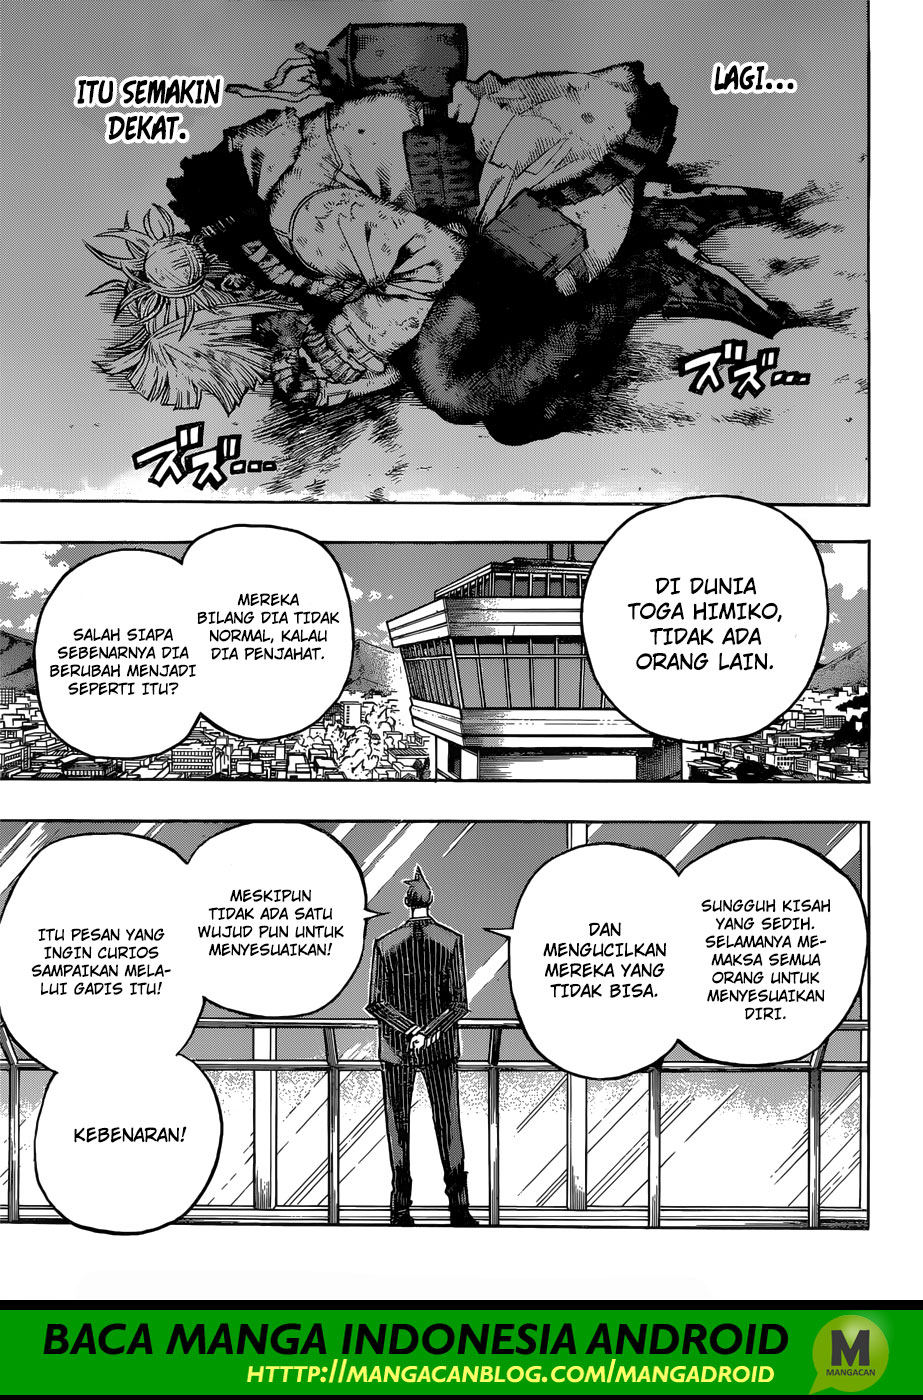 LAGI...
ITU SEMAKIN
DEKAT.
ズズ...
ズズ...
DI DUNIA
TOGA HIMIKO,
TIDAK ADA
ORANG LAIN.
MEREKA
BILANG DIA TIDAK
NORMAL, KALAU
DIA PENJAHAT.
SALAH SIAPA
SEBENARNYA DIA
BERUBAH MENJADI
SEPERTI ITU?
SUNGGUH KISAH
YANG SEDIH.
SELAMANYA ME-
MAKSA SEMUA
ORANG UNTUK
MENYESUAIKAN
DIRI.
DAN
MENGUCILKAN
MEREKA YANG
TIDAK BISA.
MESKIPUN
TIDAK ADA SATU
WUJUD PUN UNTUK
MENYESUAIKAN!
ITU PESAN YANG
INGIN CURIOS
SAMPAIKAN MELA-
LUI GADIS ITU!
KEBENARAN!
BACA MANGA INDONESIA ANDROID
HTTTP://MANGACANBLOG.COM/MANGADROID
M
MANGACAN